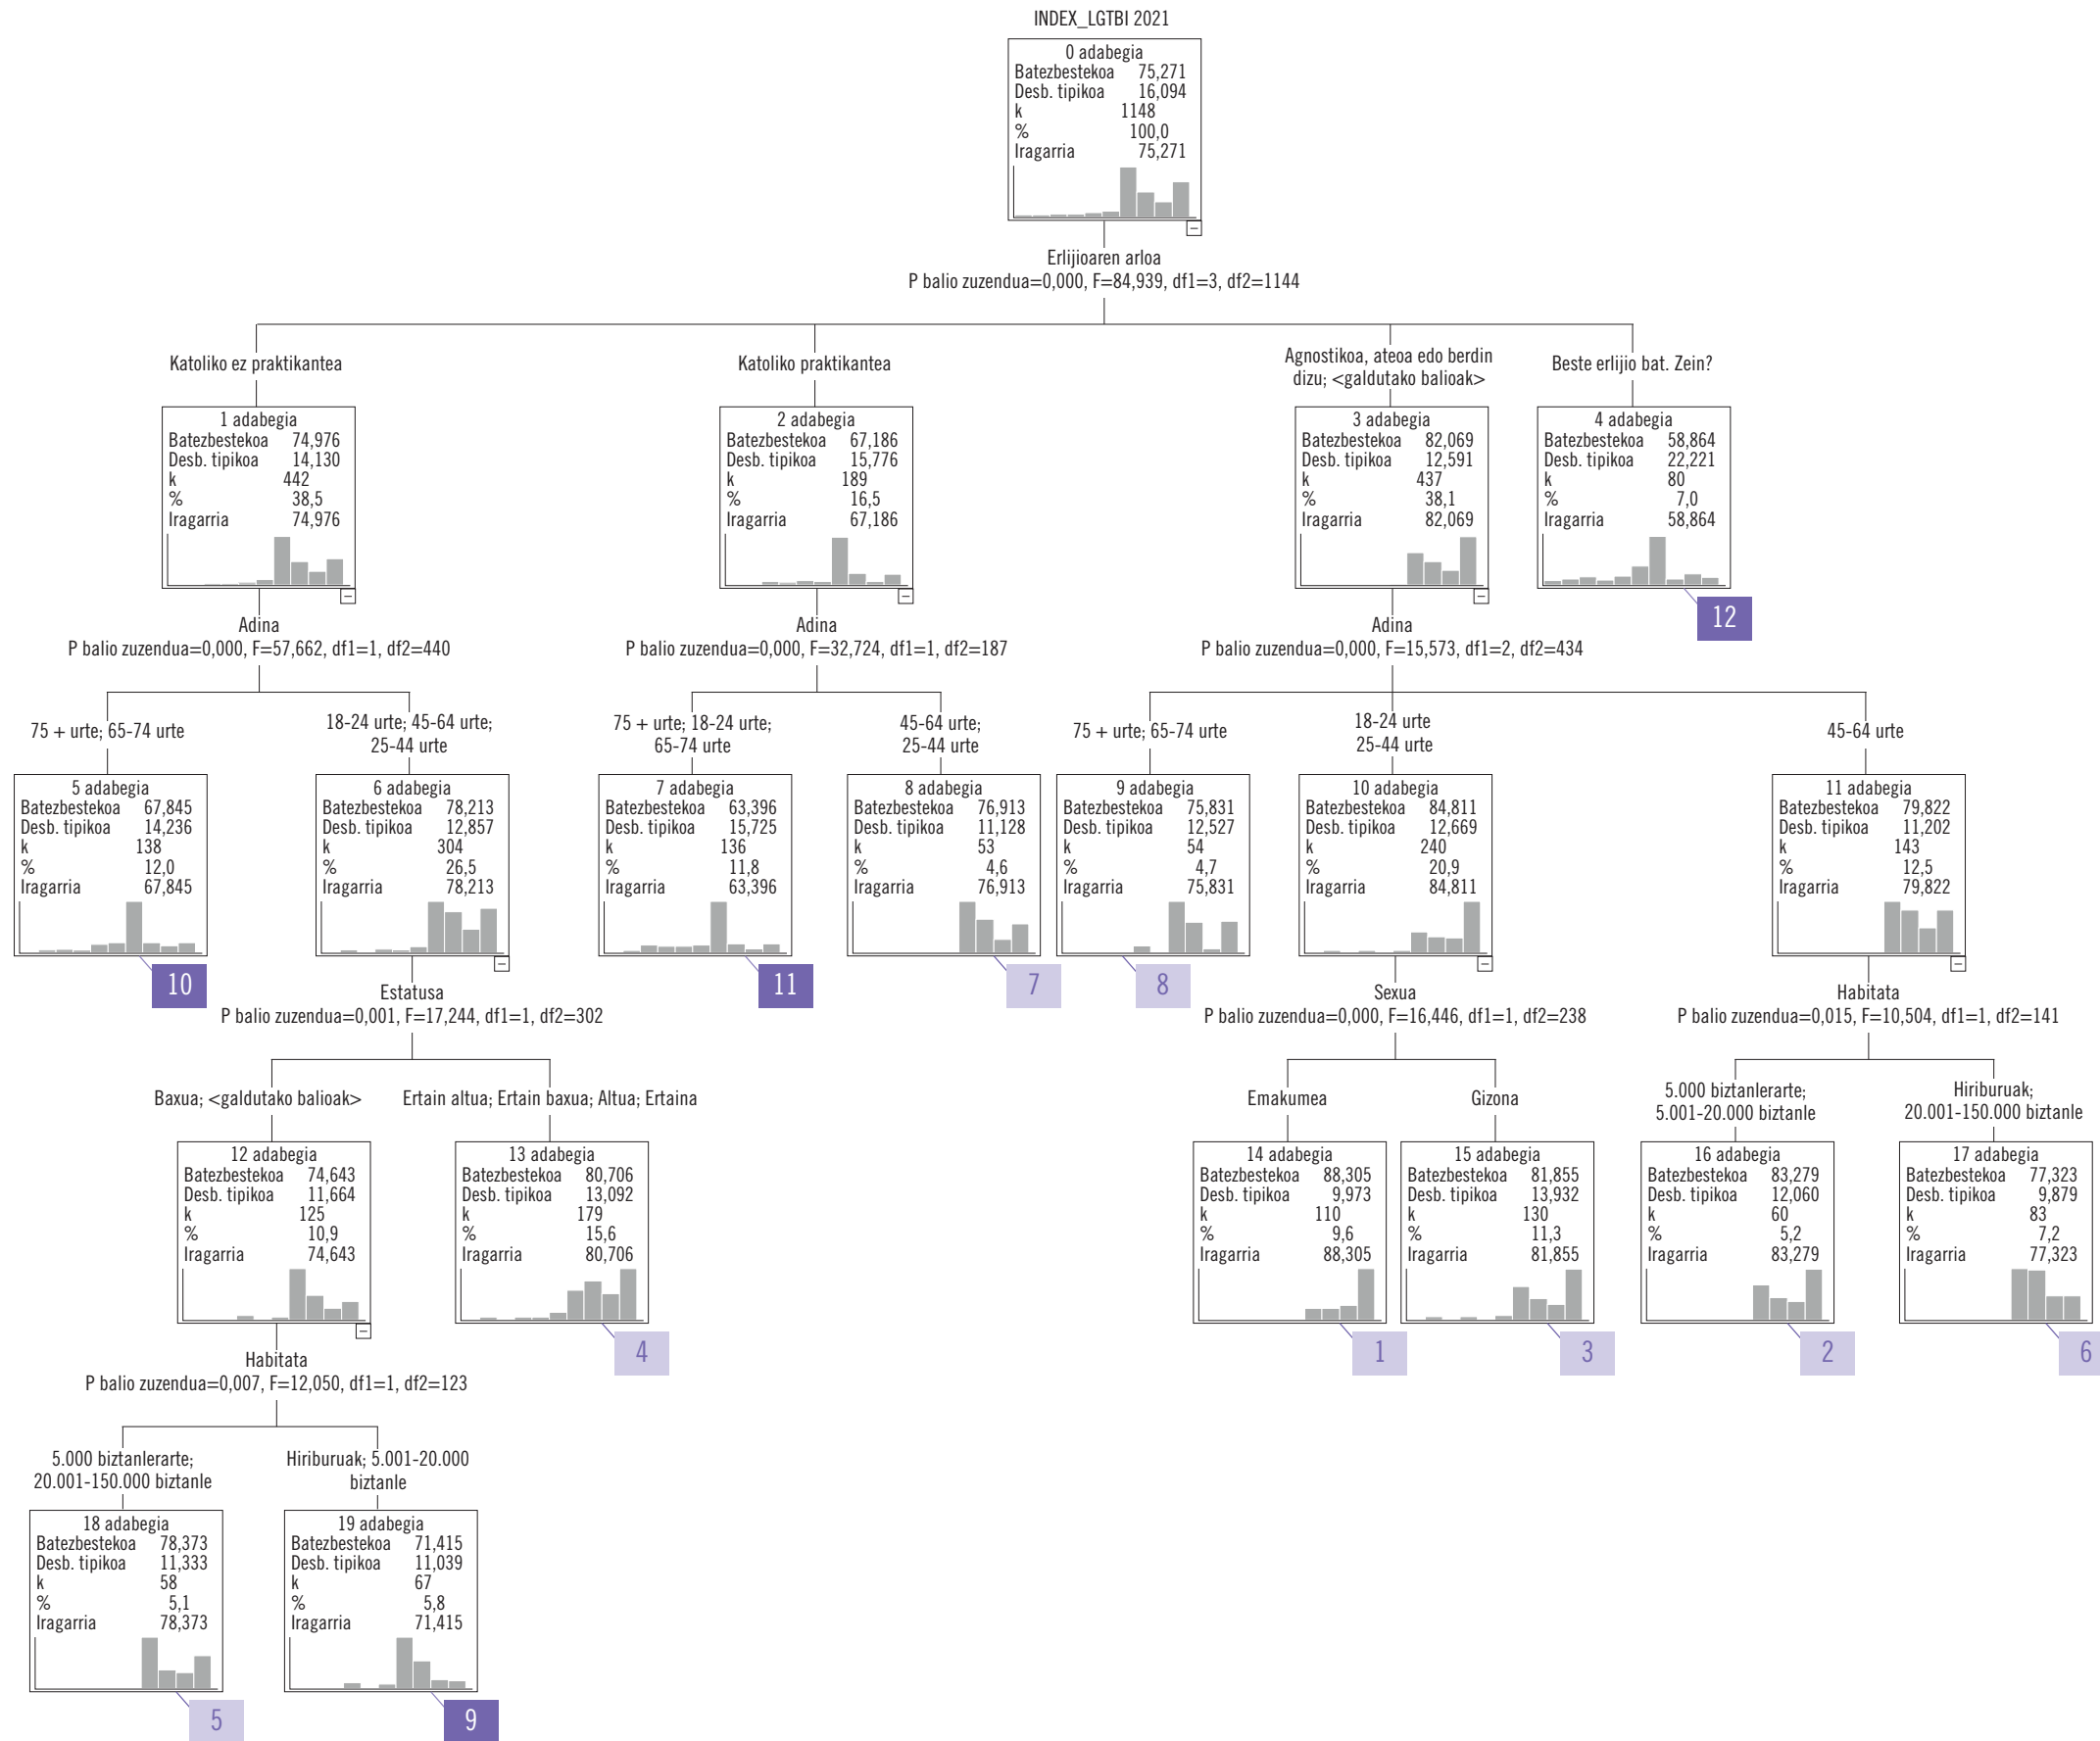 INDEX_LGTBI 2021
0 adabegia
Batezbestekoa 75,271
Desb. tipikoa 16,094
k 1148
% 100,0
Iragarria 75,271
Erlijioaren arloa
P balio zuzendua=0,000, F=84,939, df1=3, df2=1144
Katoliko ez praktikantea
1 adabegia
Batezbestekoa 74,976
Desb. tipikoa 14,130
k 442
% 38,5
Iragarria 74,976
Katoliko praktikantea
2 adabegia
Batezbestekoa 67,186
Desb. tipikoa 15,776
k 189
% 16,5
Iragarria 67,186
Agnostikoa, ateoa edo berdin
dizu; <galdutako balioak>
3 adabegia
Batezbestekoa 82,069
Desb. tipikoa 12,591
k 437
% 38,1
Iragarria 82,069
Beste erlijio bat. Zein?
4 adabegia
Batezbestekoa 58,864
Desb. tipikoa 22,221
k 80
% 7,0
Iragarria 58,864
12
Adina
P balio zuzendua=0,000, F=57,662, df1=1, df2=440
Adina
P balio zuzendua=0,000, F=32,724, df1=1, df2=187
Adina
P balio zuzendua=0,000, F=15,573, df1=2, df2=434
75 + urte; 65-74 urte
5 adabegia
Batezbestekoa 67,845
Desb. tipikoa 14,236
k 138
% 12,0
Iragarria 67,845
10
18-24 urte; 45-64 urte;
25-44 urte
6 adabegia
Batezbestekoa 78,213
Desb. tipikoa 12,857
k 304
% 26,5
Iragarria 78,213
75 + urte; 18-24 urte;
65-74 urte
7 adabegia
Batezbestekoa 63,396
Desb. tipikoa 15,725
k 136
% 11,8
Iragarria 63,396
11
45-64 urte;
25-44 urte
8 adabegia
Batezbestekoa 76,913
Desb. tipikoa 11,128
k 53
% 4,6
Iragarria 76,913
7
75 + urte; 65-74 urte
9 adabegia
Batezbestekoa 75,831
Desb. tipikoa 12,527
k 54
% 4,7
Iragarria 75,831
8
18-24 urte
25-44 urte
10 adabegia
Batezbestekoa 84,811
Desb. tipikoa 12,669
k 240
% 20,9
Iragarria 84,811
45-64 urte
11 adabegia
Batezbestekoa 79,822
Desb. tipikoa 11,202
k 143
% 12,5
Iragarria 79,822
Estatusa
P balio zuzendua=0,001, F=17,244, df1=1, df2=302
Sexua
P balio zuzendua=0,000, F=16,446, df1=1, df2=238
Habitata
P balio zuzendua=0,015, F=10,504, df1=1, df2=141
Baxua; <galdutako balioak>
12 adabegia
Batezbestekoa 74,643
Desb. tipikoa 11,664
k 125
% 10,9
Iragarria 74,643
Ertain altua; Ertain baxua; Altua; Ertaina
13 adabegia
Batezbestekoa 80,706
Desb. tipikoa 13,092
k 179
% 15,6
Iragarria 80,706
4
Emakumea
14 adabegia
Batezbestekoa 88,305
Desb. tipikoa 9,973
k 110
% 9,6
Iragarria 88,305
1
Gizona
15 adabegia
Batezbestekoa 81,855
Desb. tipikoa 13,932
k 130
% 11,3
Iragarria 81,855
3
5.000 biztanlerarte;
5.001-20.000 biztanle
16 adabegia
Batezbestekoa 83,279
Desb. tipikoa 12,060
k 60
% 5,2
Iragarria 83,279
2
Hiriburuak;
20.001-150.000 biztanle
17 adabegia
Batezbestekoa 77,323
Desb. tipikoa 9,879
k 83
% 7,2
Iragarria 77,323
6
Habitata
P balio zuzendua=0,007, F=12,050, df1=1, df2=123
5.000 biztanlerarte;
20.001-150.000 biztanle
18 adabegia
Batezbestekoa 78,373
Desb. tipikoa 11,333
k 58
% 5,1
Iragarria 78,373
5
Hiriburuak; 5.001-20.000
biztanle
19 adabegia
Batezbestekoa 71,415
Desb. tipikoa 11,039
k 67
% 5,8
Iragarria 71,415
9